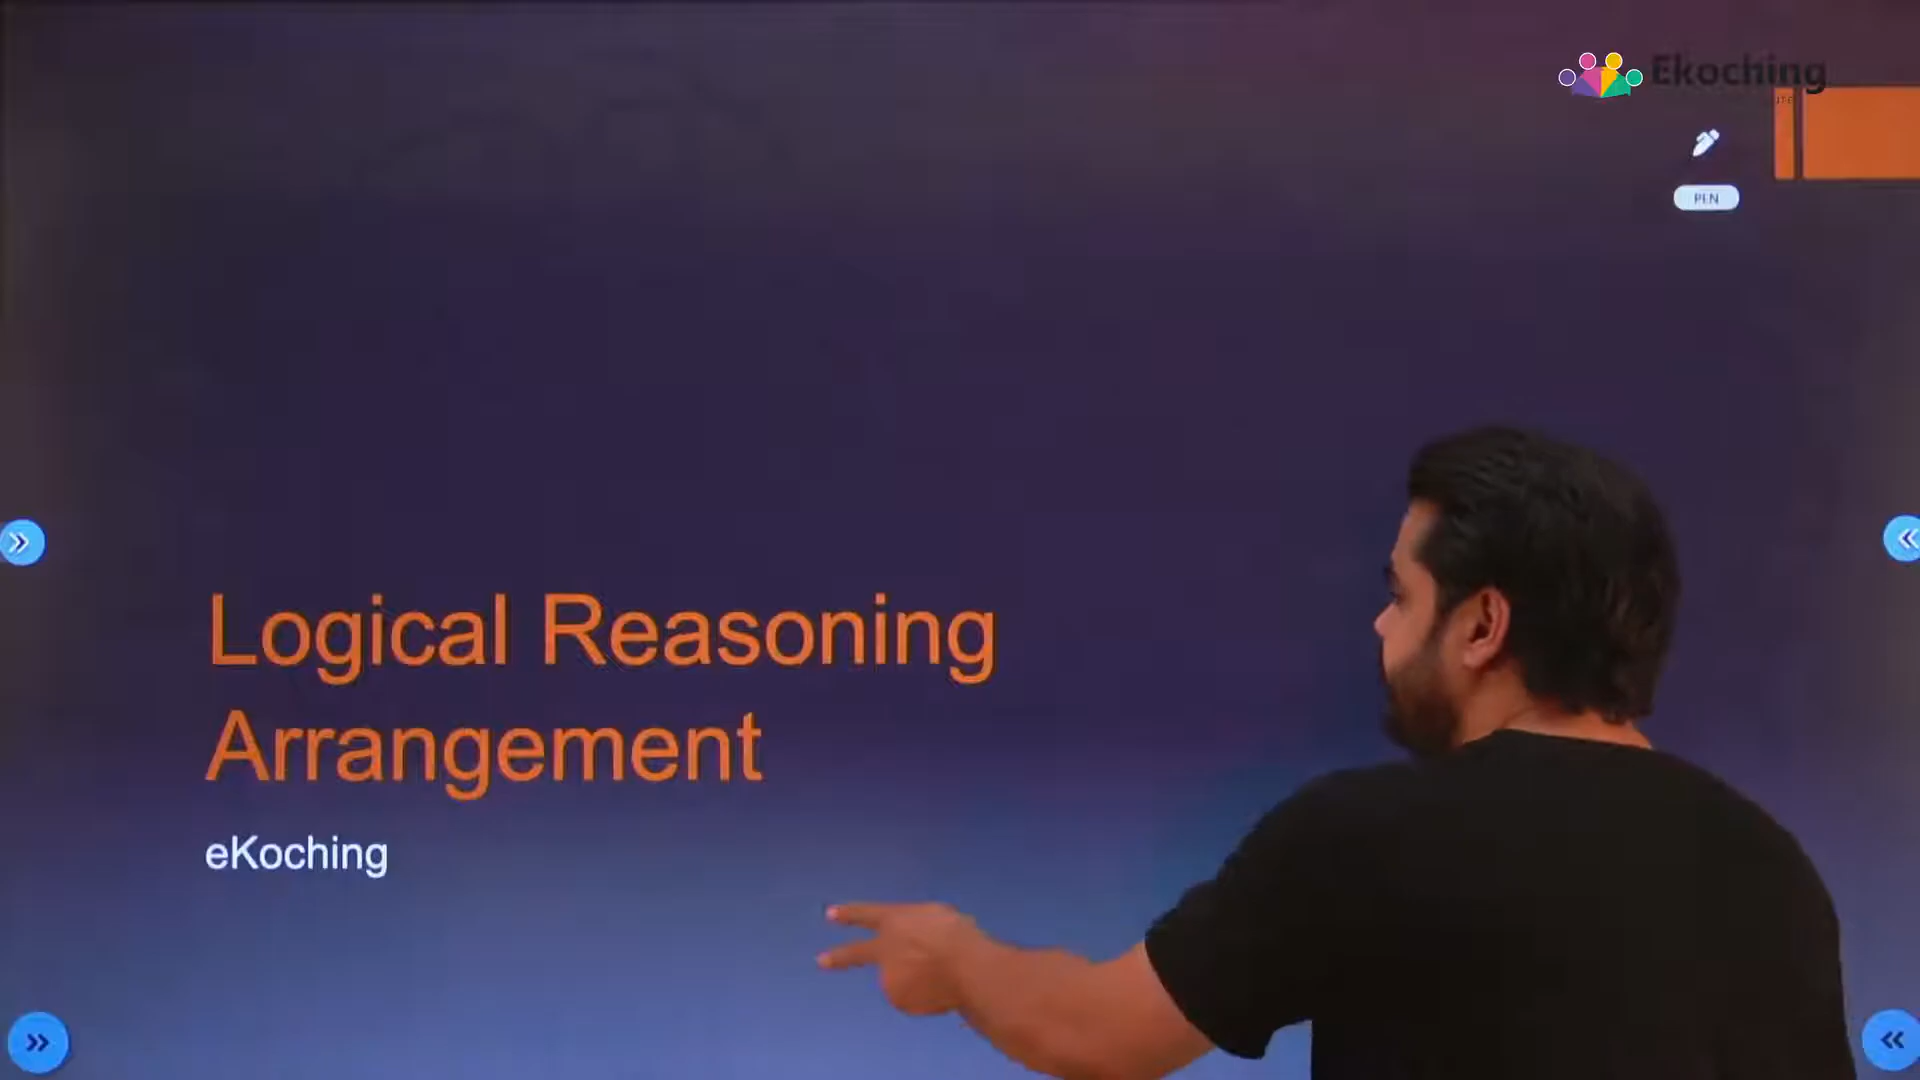 Ekoching
PEN
Logical Reasoning
Arrangement
eKoching